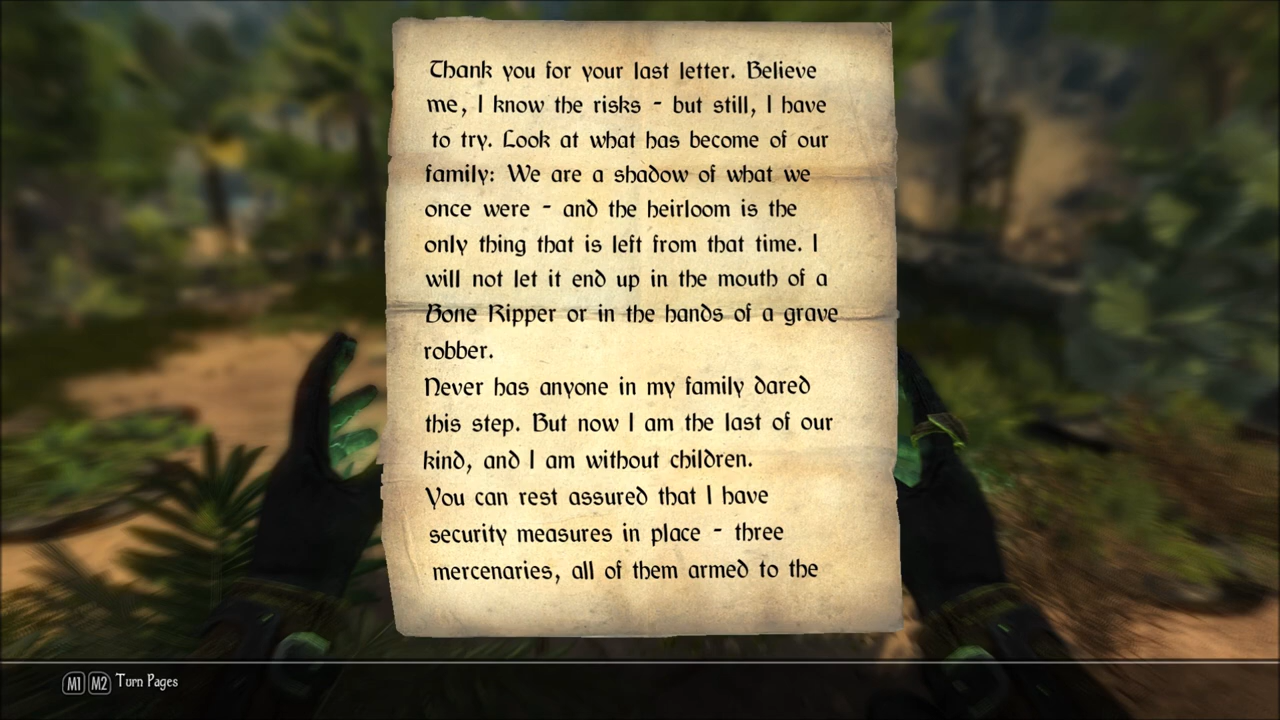 Thank you for your last letter. Believe
me, I know the risks - but still, I have
to try. Look at what has become of our
family: We are a shadow of what we
once were - and the heirloom is the
only thing that is left from that time. I
will not let it end up in the mouth of a
Bone Ripper or in the hands of a grave
robber.
Never has anyone in my family dared
this step. But now I am the last of our
kind, and I am without children.
You can rest assured that I have
security measures in place - three
mercenaries, all of them armed to the
M1 M2 Turn Pages